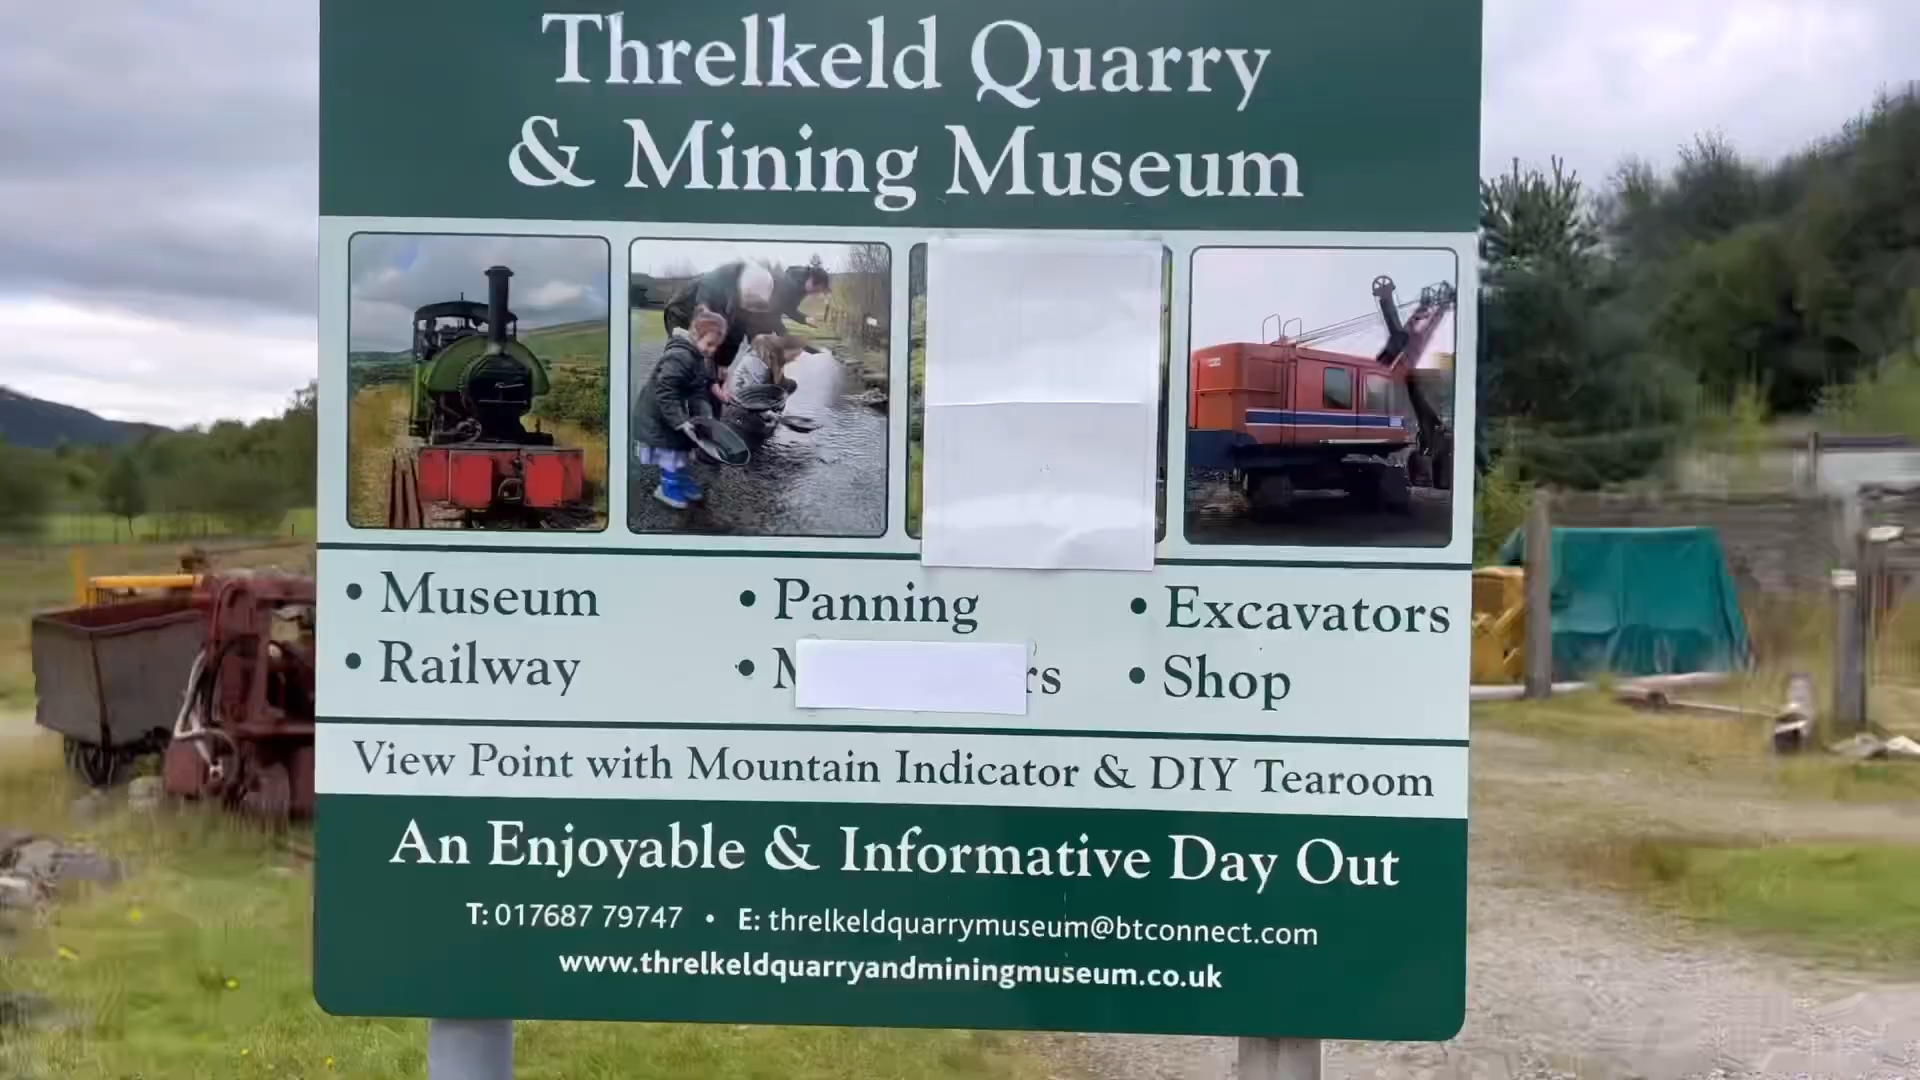 Threlkeld Quarry
& Mining Museum
• Museum
• Panning
• Excavators
• Railway
• Shop
View Point with Mountain Indicator & DIY Tearoom
An Enjoyable & Informative Day Out
T: 017687 79747 • E: threlkeldquarrymuseum@btconnect.com
www.threlkeldquarryandminingmuseum.co.uk